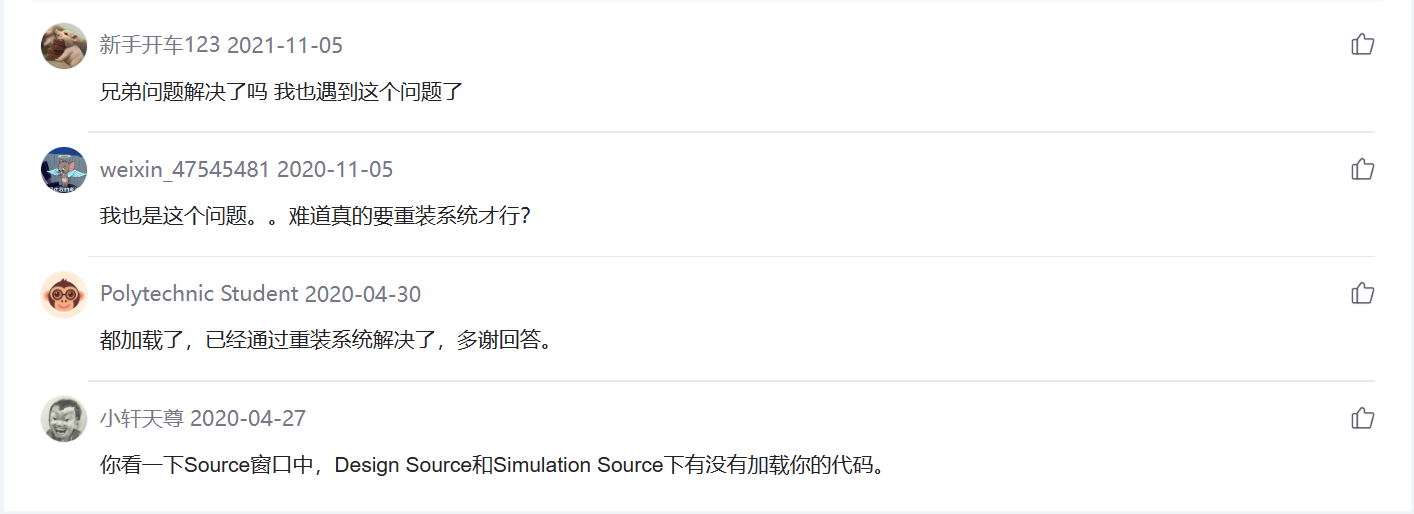 新手开车123 2021-11-05
兄弟问题解决了吗 我也遇到这个问题了
weixin_47545481 2020-11-05
我也是这个问题。。难道真的要重装系统才行?
Polytechnic Student 2020-04-30
都加载了，已经通过重装系统解决了，多谢回答。
小轩天尊 2020-04-27
你看一下Source窗口中，Design Source和Simulation Source下有没有加载你的代码。